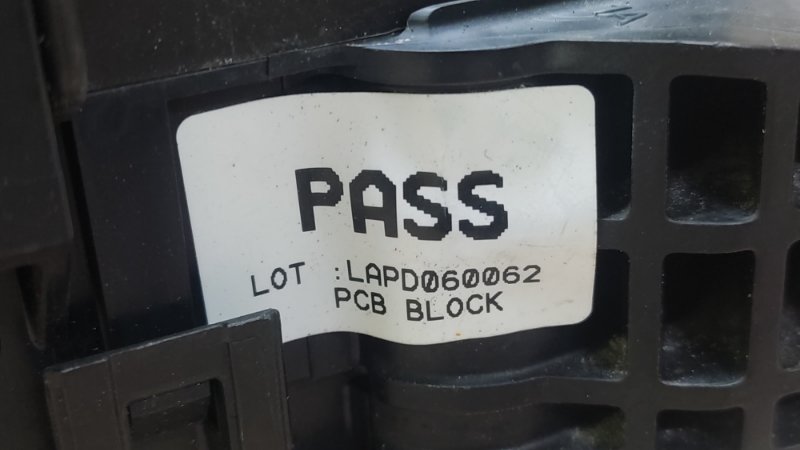 PASS
LOT :LAPD060062
PCB BLOCK